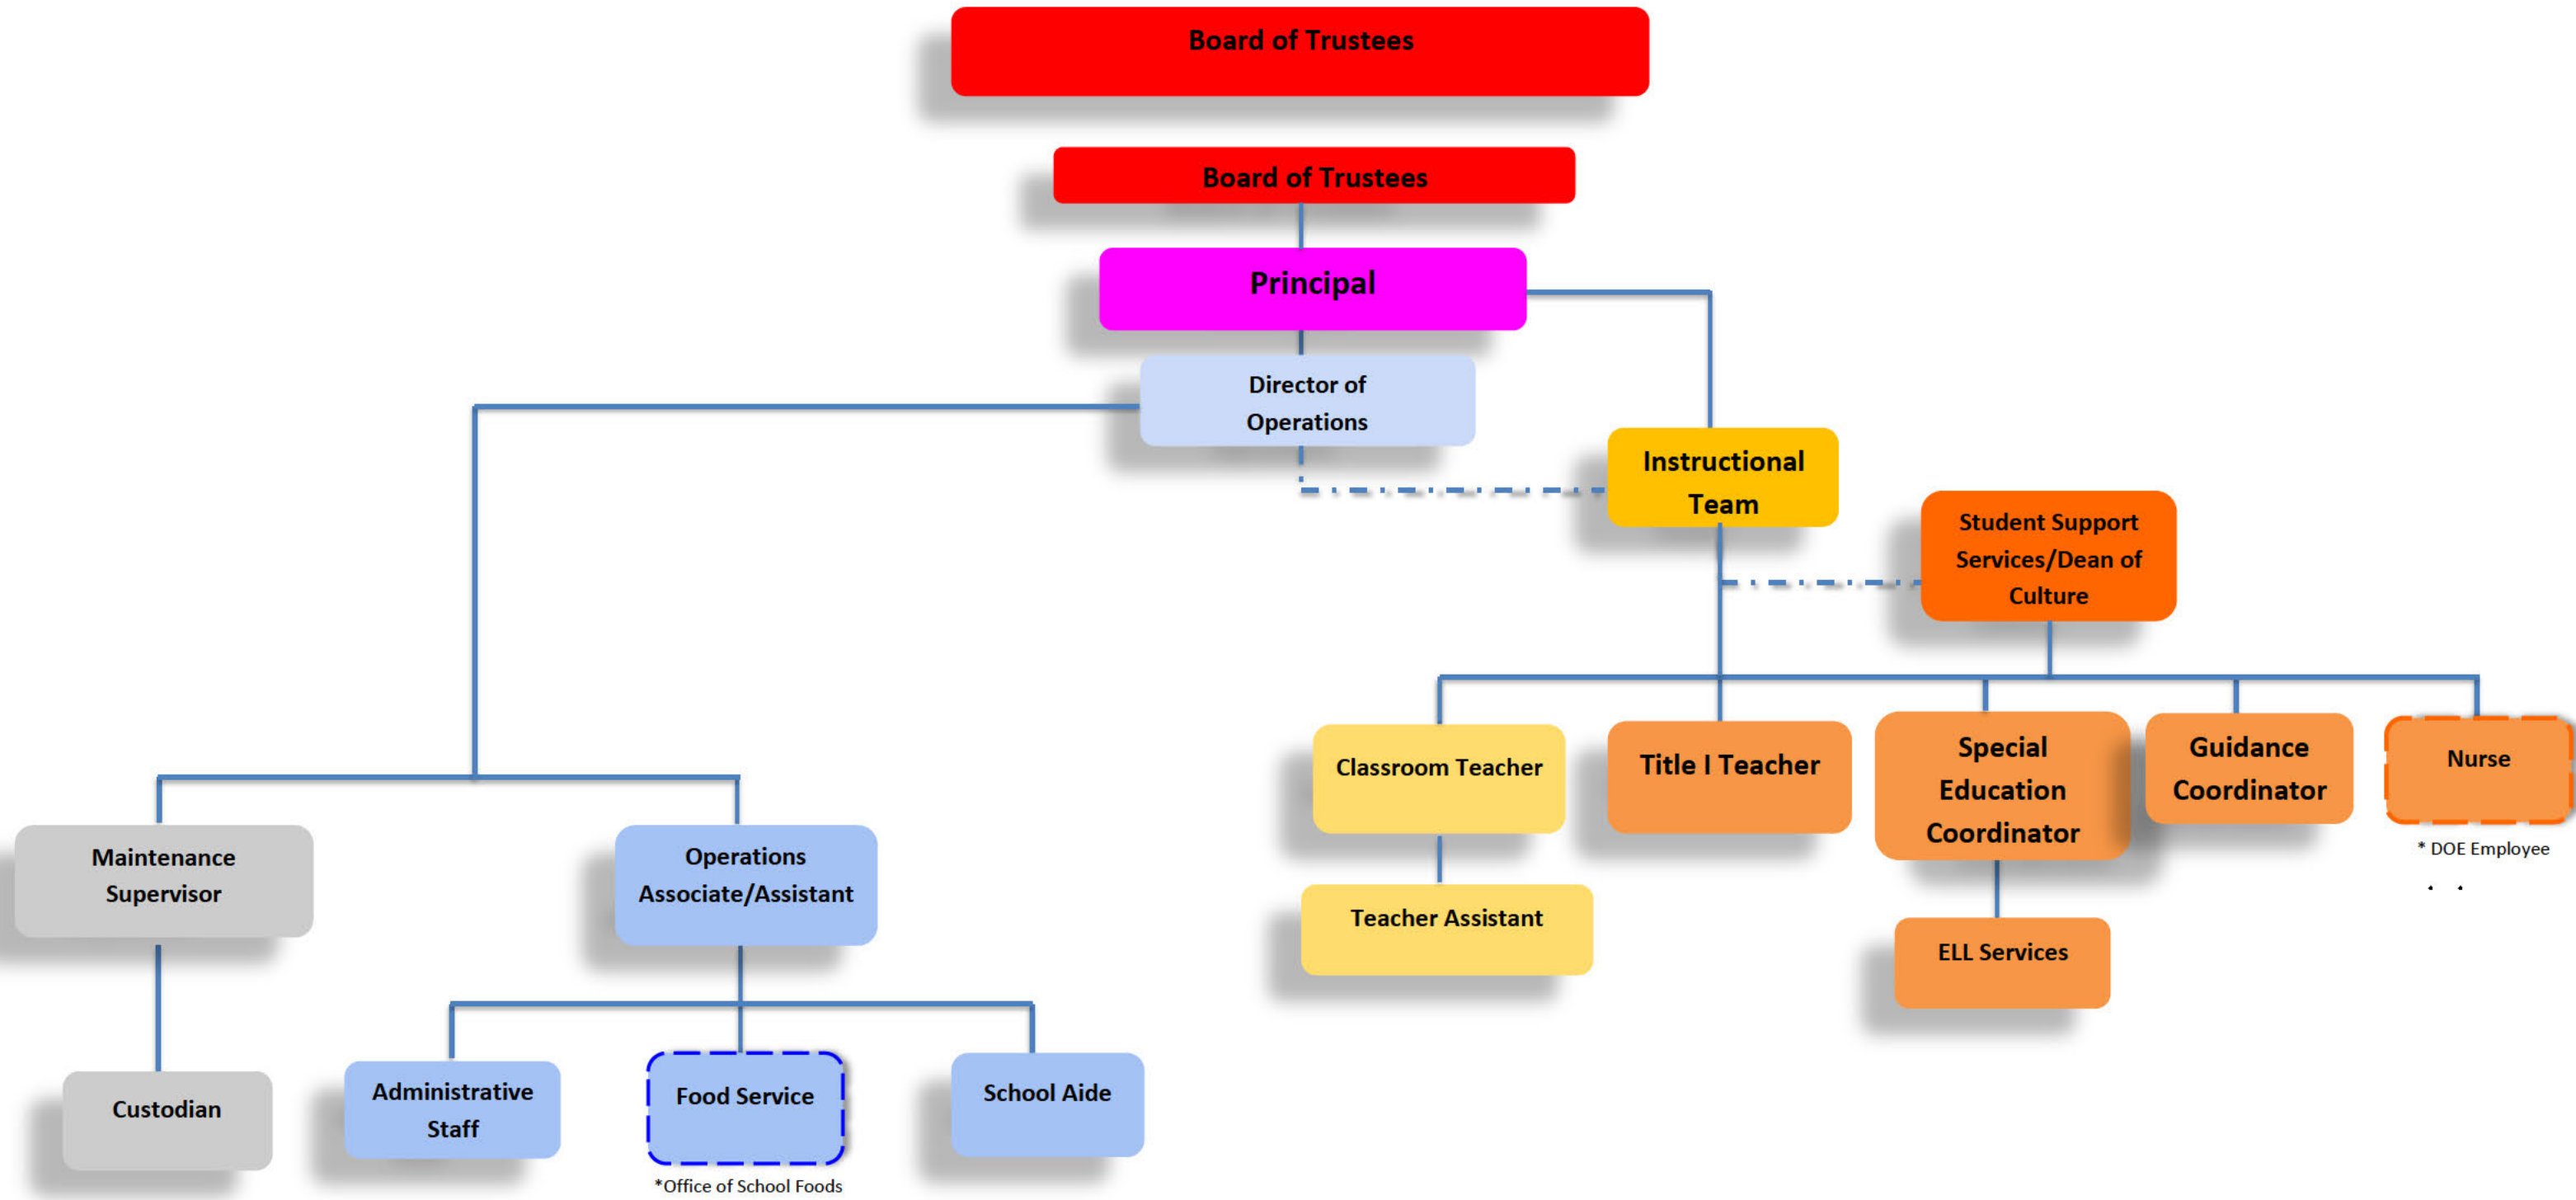 Board of Trustees
Board of Trustees
Principal
Director of
Operations
Instructional
Team
Student Support
Services/Dean of
Culture
Classroom Teacher
Title I Teacher
Special
Education
Coordinator
Guidance
Coordinator
Nurse
* DOE Employee
Maintenance
Supervisor
Operations
Associate/Assistant
Teacher Assistant
ELL Services
Custodian
Administrative
Staff
Food Service
School Aide
*Office of School Foods